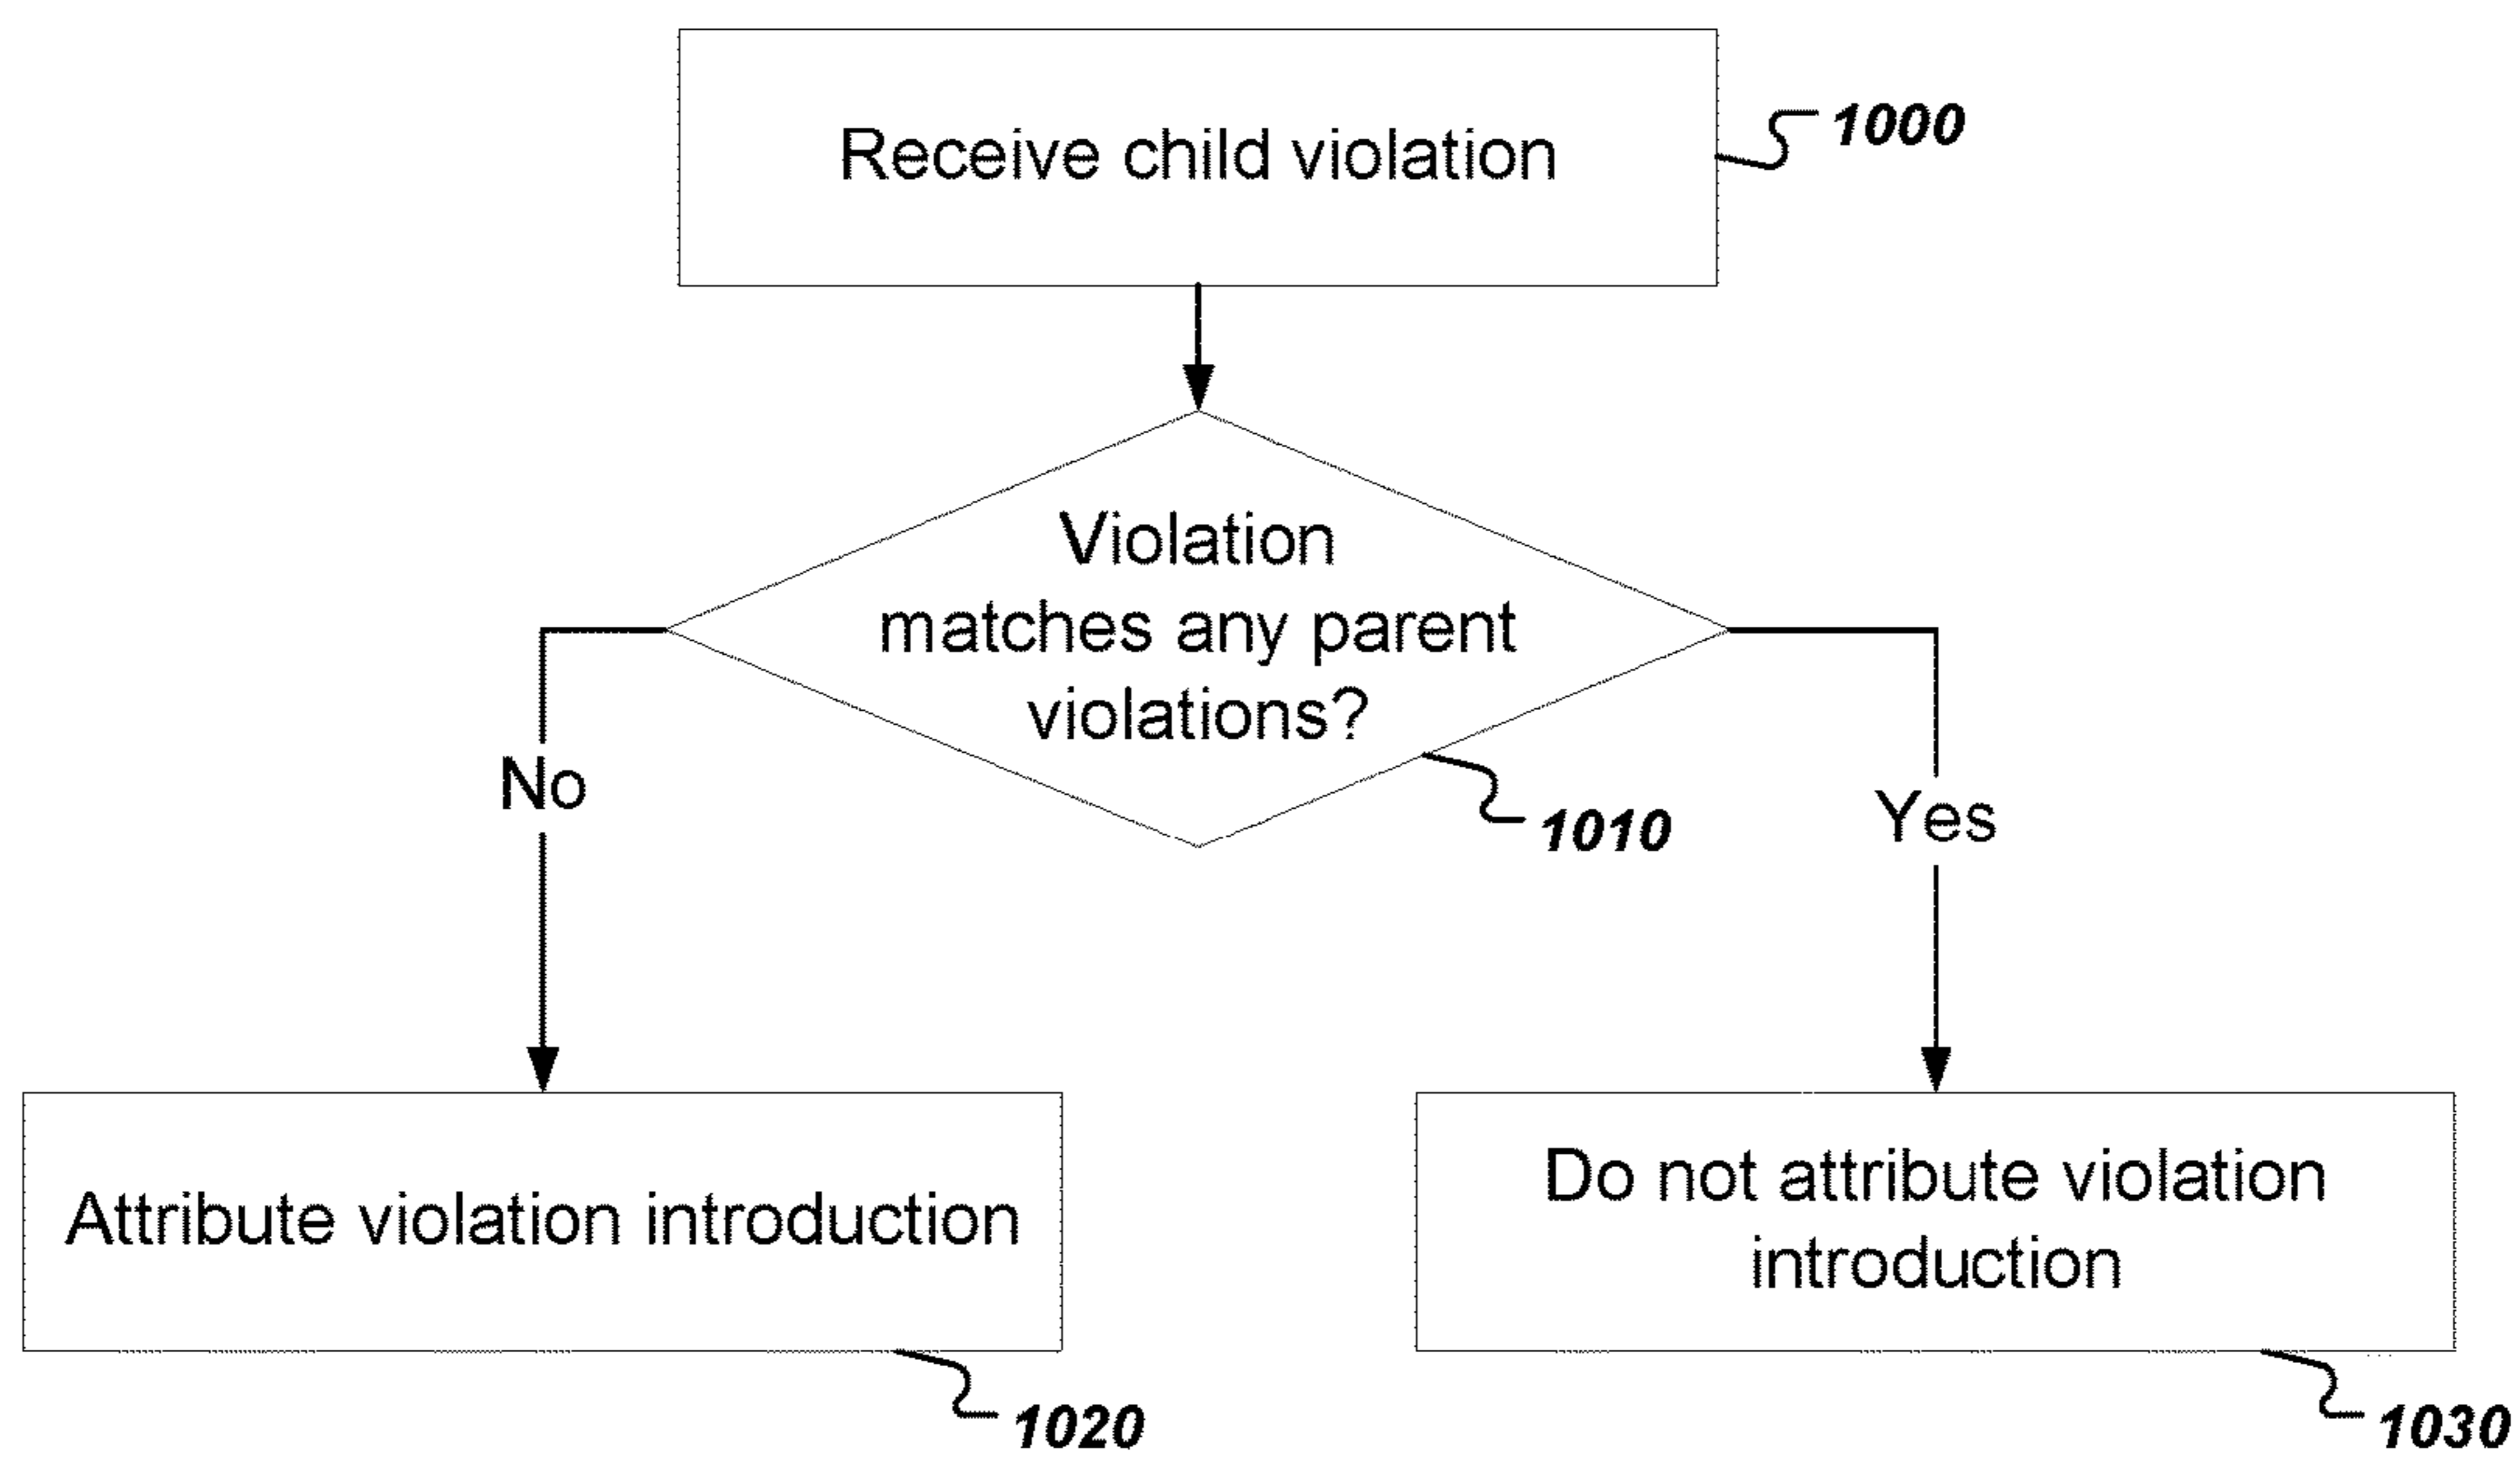 Receive child violation
1000
Violation
matches any parent
violations?
1010
No
Yes
Attribute violation introduction
1020
Do not attribute violation
introduction
1030